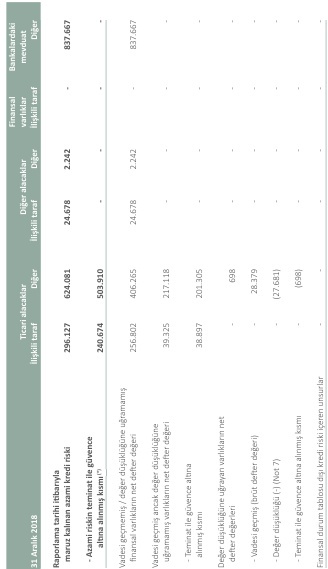 31 Aralık 2018 Ticari alacaklar Diğer alacaklar Finansal varlıklar Bankalardaki mevduat
İlişkili taraf Diğer İlişkili taraf Diğer İlişkili taraf Diğer
Raporlama tarihi itibarıyla
maruz kalınan azami kredi riski 296.127 624.081 24.678 2.242 - 837.667
- Azami riskin teminat ile güvence
altına alınmış kısmı (*) 240.674 503.910 - - - -
Vadesi geçmemiş / değer düşüklüğüne uğramamış
finansal varlıkların net defter değeri 256.802 406.265 24.678 2.242 - 837.667
Vadesi geçmiş ancak değer düşüklüğüne
uğramamış varlıkların net defter değeri 39.325 217.118 - - - -
- Teminat ile güvence altına
alınmış kısmı 38.897 201.305 - - - -
Değer düşüklüğüne uğrayan varlıkların net
defter değerleri - 698 - - - -
- Vadesi geçmiş (brüt defter değeri) - 28.379 - - - -
- Değer düşüklüğü (-) (Not 7) - (27.681) - - - -
- Teminat ile güvence altına alınmış kısmı - (698) - - - -
Finansal durum tablosu dışı kredi riski içeren unsurlar - - - - - -